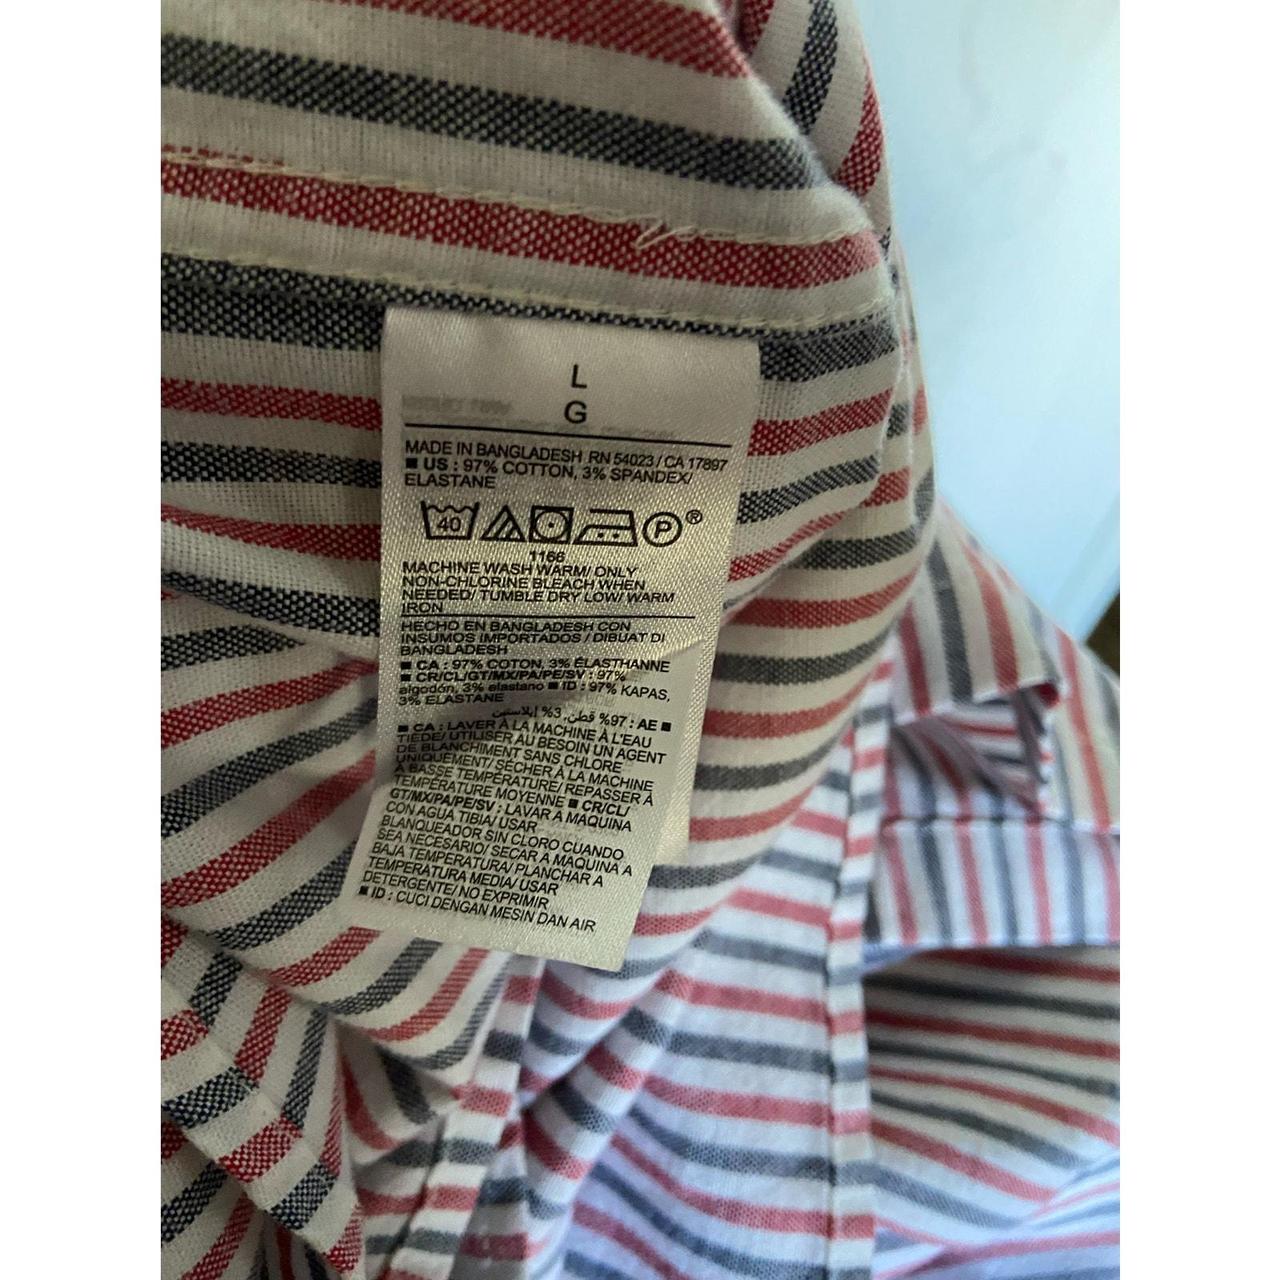 L
G
MADE IN BANGLADESH RN 54023 / CA 17897
■ US : 97% COTTON, 3% SPANDEX/
ELASTANE
40 P ®
1166
MACHINE WASH WARM/ ONLY
NON-CHLORINE BLEACH WHEN
NEEDED/ TUMBLE DRY LOW/ WARM
IRON
HECHO EN BANGLADESH CON
INSUMOS IMPORTADOS / DIBUAT DI
BANGLADESH
■ CA : 97% COTON, 3% ÉLASTHANNE
■ CR/CL/GT/MX/PA/PE/SV : 97%
algodón, 3% elastano ■ ID : 97% KAPAS,
3% ELASTANE
■ AE : 97% قطن, 3% إيلاستين
■ CA : LAVER À LA MACHINE À L'EAU
TIÈDE/ UTILISER AU BESOIN UN AGENT
DE BLANCHIMENT SANS CHLORE
UNIQUEMENT/ SÉCHER À LA MACHINE
À BASSE TEMPÉRATURE/ REPASSER À
TEMPÉRATURE MOYENNE ■ CR/CL/
GT/MX/PA/PE/SV : LAVAR A MAQUINA
CON AGUA TIBIA/ USAR
BLANQUEADOR SIN CLORO CUANDO
SEA NECESARIO/ SECAR A MAQUINA A
BAJA TEMPERATURA/ PLANCHAR A
TEMPERATURA MEDIA/ USAR
DETERGENTE/ NO EXPRIMIR
■ ID : CUCI DENGAN MESIN DAN AIR